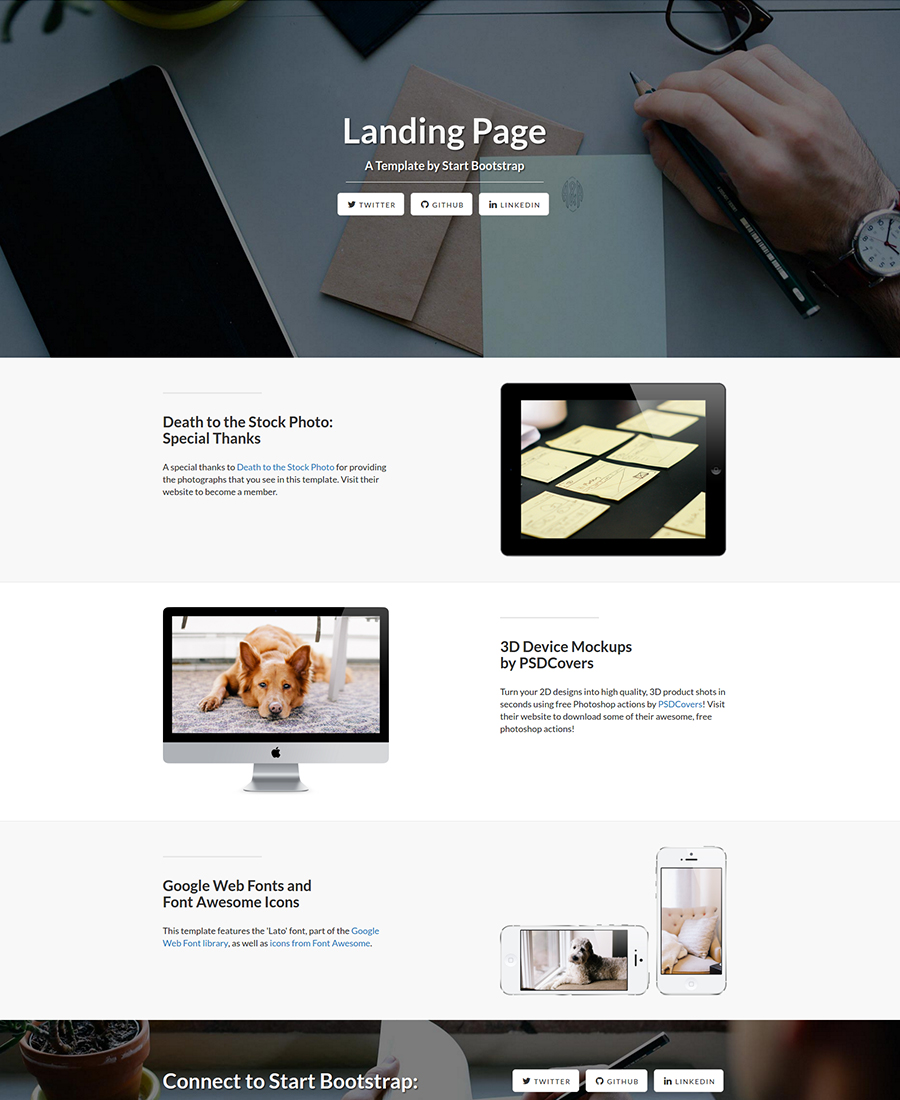 Landing Page
A Template by Start Bootstrap
TWITTER
GITHUB
LINKEDIN
Death to the Stock Photo:
Special Thanks
A special thanks to Death to the Stock Photo for providing
the photographs that you see in this template. Visit their
website to become a member.
3D Device Mockups
by PSDCovers
Turn your 2D designs into high quality, 3D product shots in
seconds using free Photoshop actions by PSDCovers! Visit
their website to download some of their awesome, free
photoshop actions!
Google Web Fonts and
Font Awesome Icons
This template features the 'Lato' font, part of the Google
Web Font library, as well as icons from Font Awesome.
Connect to Start Bootstrap:
TWITTER
GITHUB
LINKEDIN